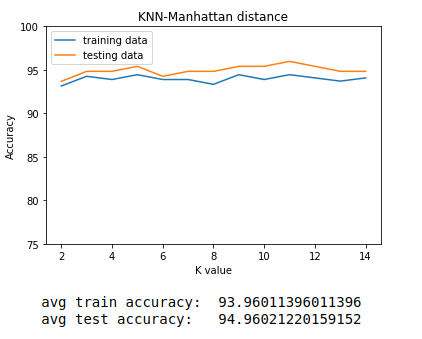 KNN-Manhattan distance
100
training data
testing data
95
90
Accuracy
85
80
75
2 4 6 8 10 12 14
K value
avg train accuracy: 93.96011396011396
avg test accuracy: 94.96021220159152